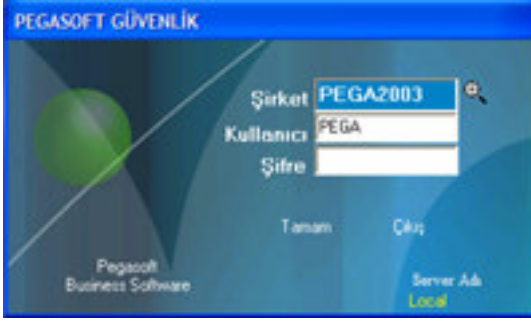 PEGASOFT GÜVENLİK
Şirket PEGA2003
Kullanıcı PEGA
Şifre
Tamam Çıkış
Pegasoft
Business Software
Server Adı
Local